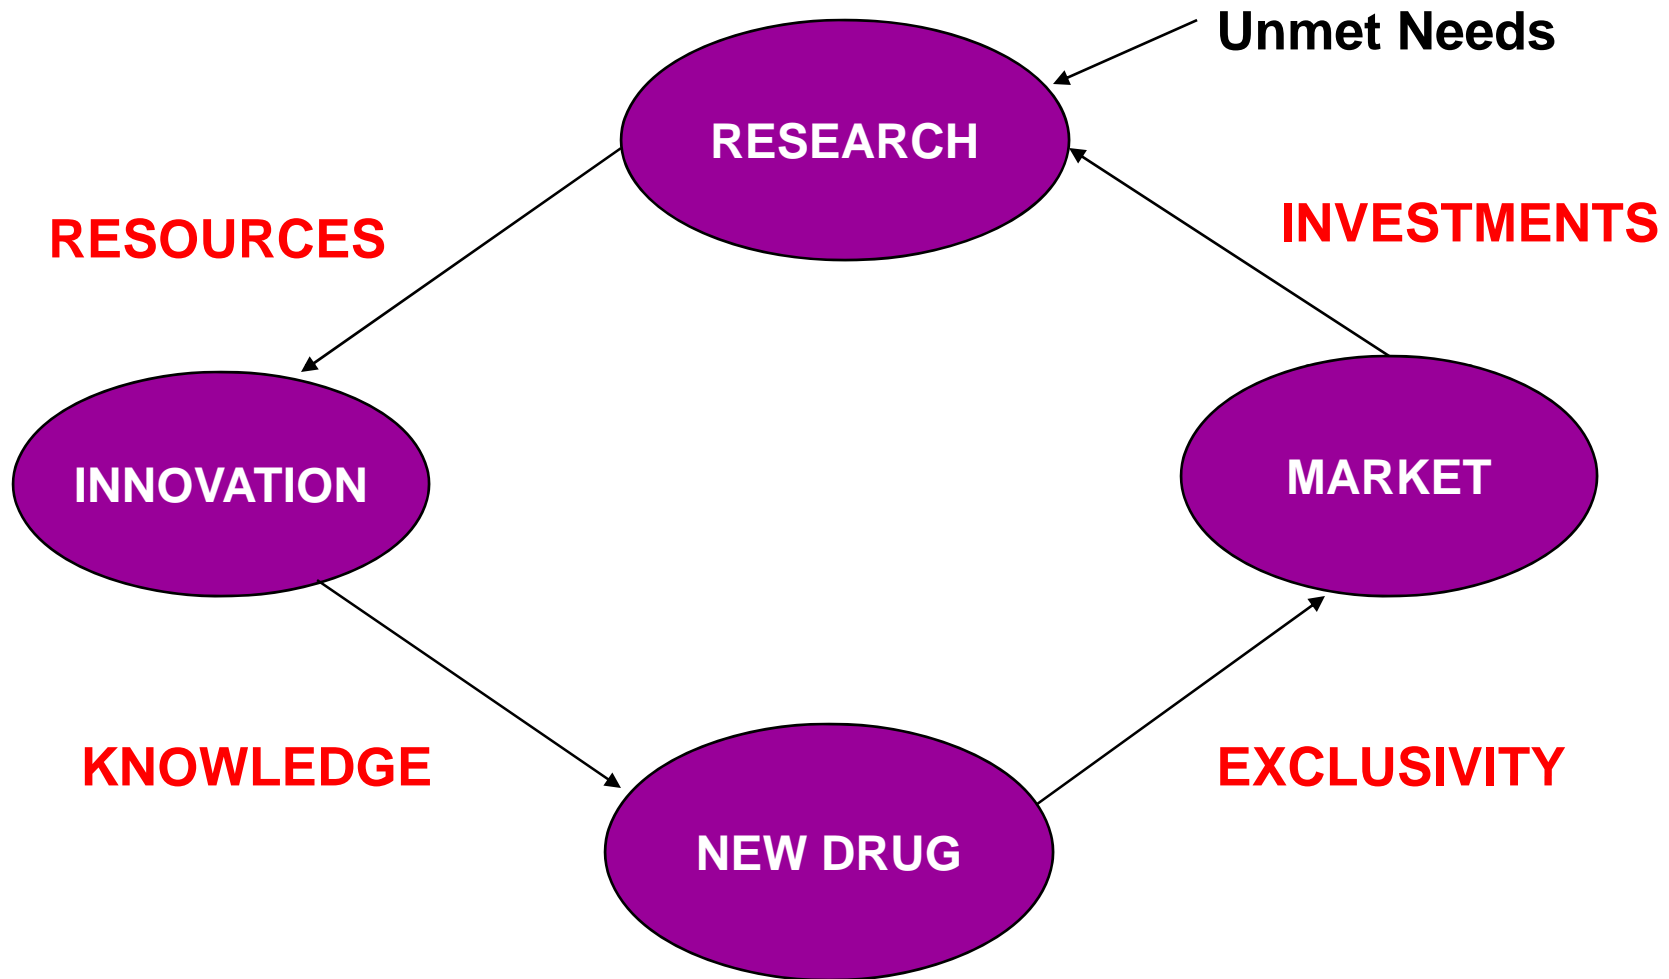 Unmet Needs
RESEARCH
RESOURCES
INVESTMENTS
INNOVATION
MARKET
KNOWLEDGE
EXCLUSIVITY
NEW DRUG